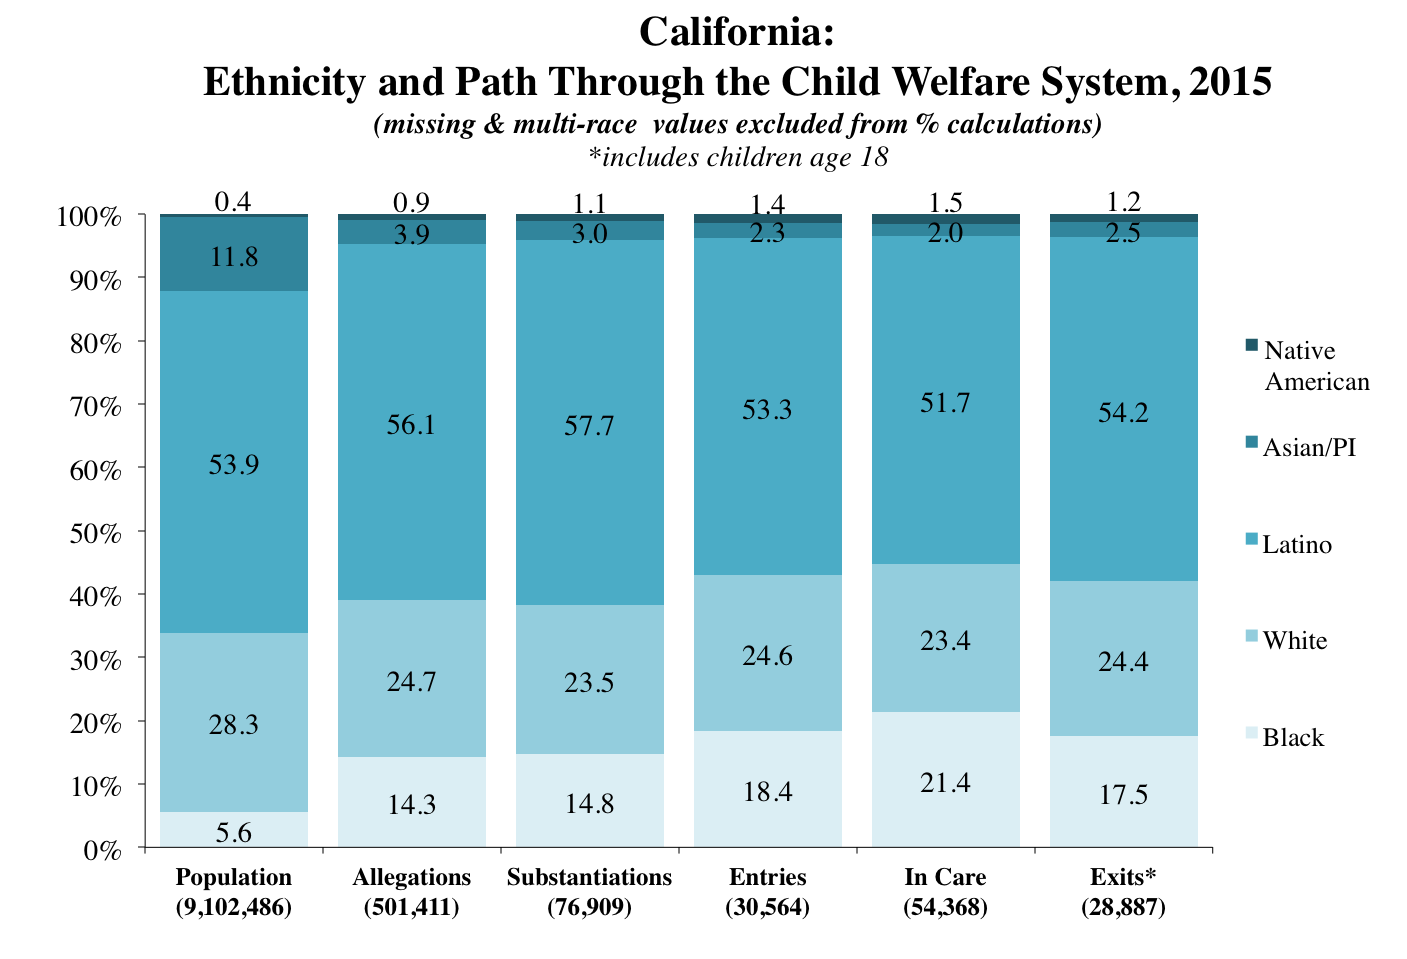 California:
Ethnicity and Path Through the Child Welfare System, 2015
(missing & multi-race values excluded from % calculations)
*includes children age 18
0.4 0.9 1.1 1.4 1.5 1.2
100%
3.9 3.0 2.3 2.0 2.5
11.8
90%
80%
70%
56.1 57.7 53.3 51.7 54.2
60%
53.9
50%
40%
30%
24.7 23.5 24.6 23.4 24.4
20%
28.3
10%
14.3 14.8 18.4 21.4 17.5
5.6
0%
Native
American
Asian/PI
Latino
White
Black
Population Allegations Substantiations Entries In Care Exits*
(9,102,486) (501,411) (76,909) (30,564) (54,368) (28,887)